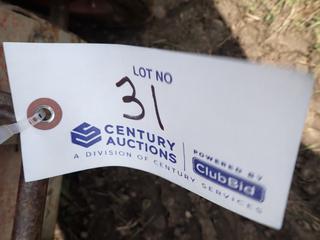 LOT NO
31
CENTURY
AUCTIONS
A DIVISION OF CENTURY SERVICES
POWERED BY
ClubBid